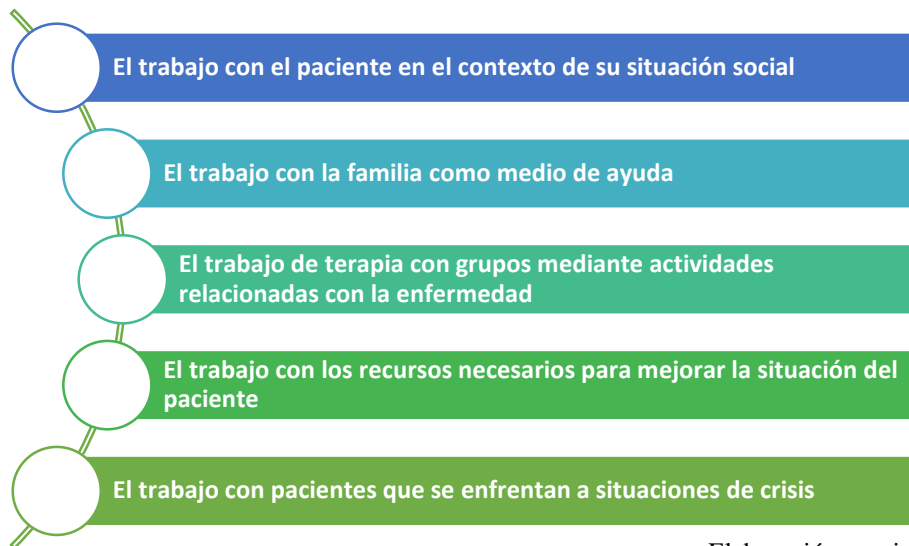 El trabajo con el paciente en el contexto de su situación social
El trabajo con la familia como medio de ayuda
El trabajo de terapia con grupos mediante actividades
relacionadas con la enfermedad
El trabajo con los recursos necesarios para mejorar la situación del
paciente
El trabajo con pacientes que se enfrentan a situaciones de crisis